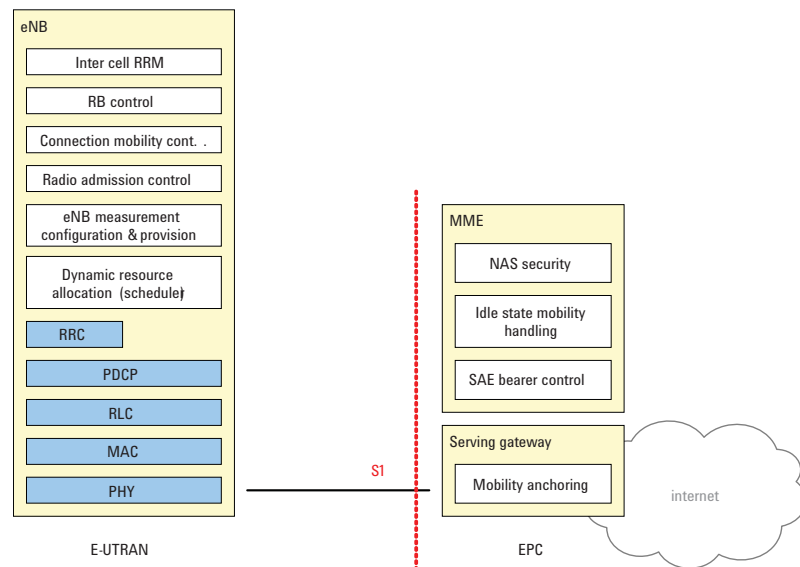 eNB
Inter cell RRM
RB control
Connection mobility cont. .
Radio admission control
eNB measurement
configuration & provision
Dynamic resource
allocation (scheduler)
RRC
PDCP
RLC
MAC
PHY
E-UTRAN
S1
MME
NAS security
Idle state mobility
handling
SAE bearer control
Serving gateway
Mobility anchoring
EPC
internet